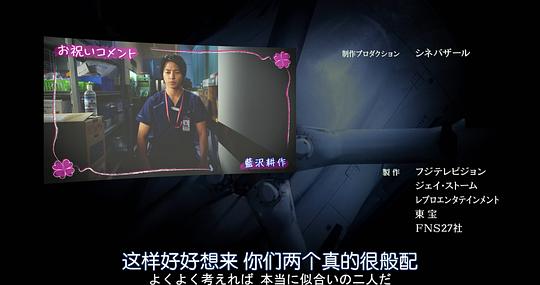 お祝いコメント
藍沢耕作
制作プロダクション シネバザール
製作 フジテレビジョン
ジェイ・ストーム
レプロエンタテインメント
東宝
FNS27社
这样好好想来 你们两个真的很般配
よくよく考えれば 本当に似合いの二人だ